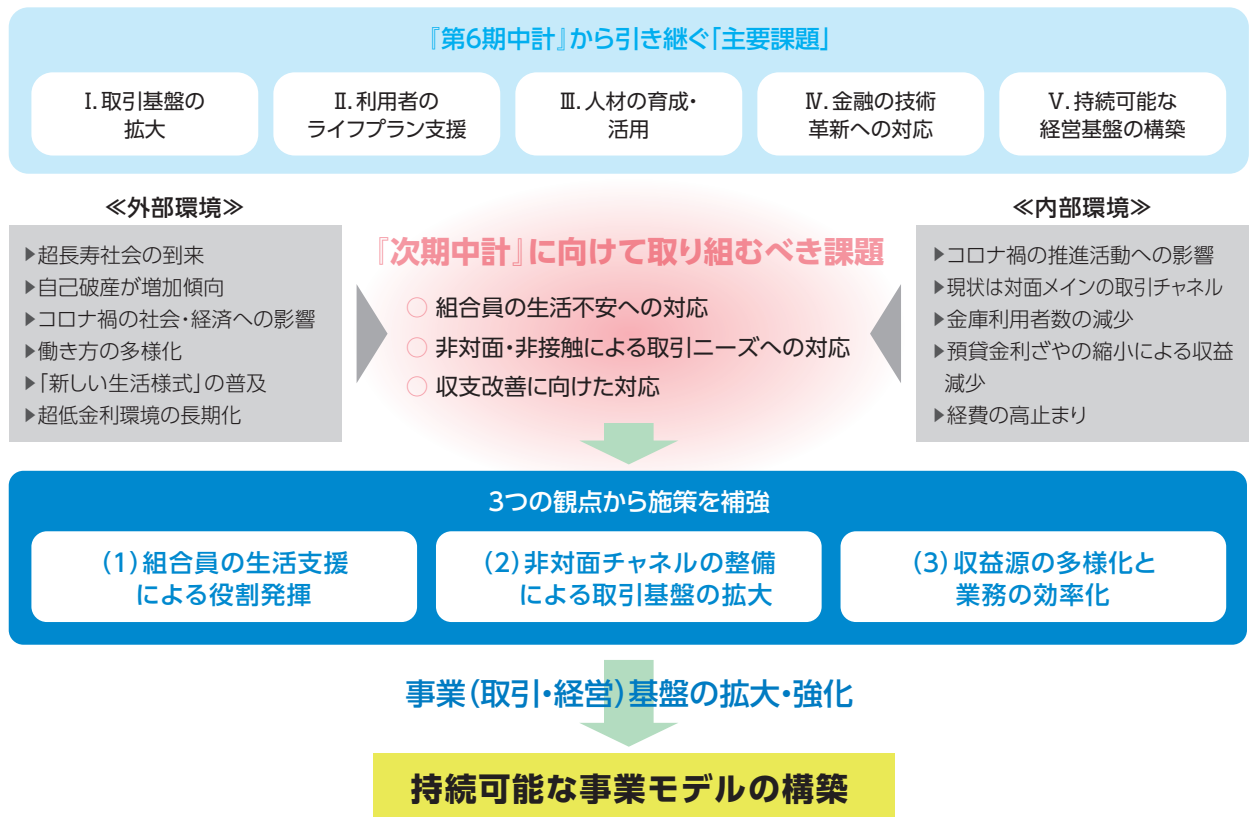 『第6期中計』から引き継ぐ「主要課題」
Ⅰ.取引基盤の
拡大
Ⅱ.利用者の
ライフプラン支援
Ⅲ.人材の育成・
活用
Ⅳ.金融の技術
革新への対応
Ⅴ.持続可能な
経営基盤の構築
≪外部環境≫
▶超長寿社会の到来
▶自己破産が増加傾向
▶コロナ禍の社会・経済への影響
▶働き方の多様化
▶「新しい生活様式」の普及
▶超低金利環境の長期化
『次期中計』に向けて取り組むべき課題
○ 組合員の生活不安への対応
○ 非対面・非接触による取引ニーズへの対応
○ 収支改善に向けた対応
≪内部環境≫
▶コロナ禍の推進活動への影響
▶現状は対面メインの取引チャネル
▶金庫利用者数の減少
▶預貸金利ざやの縮小による収益
減少
▶経費の高止まり
3つの観点から施策を補強
(1)組合員の生活支援
による役割発揮
(2)非対面チャネルの整備
による取引基盤の拡大
(3)収益源の多様化と
業務の効率化
事業(取引・経営)基盤の拡大・強化
持続可能な事業モデルの構築